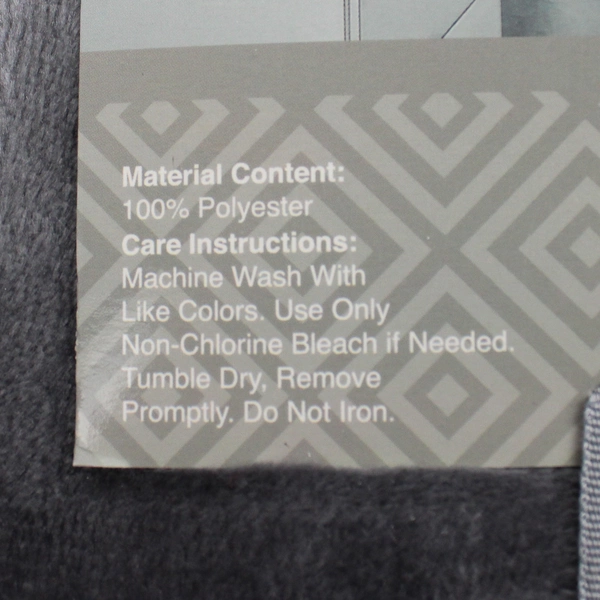 Material Content:
100% Polyester
Care Instructions:
Machine Wash With
Like Colors. Use Only
Non-Chlorine Bleach if Needed.
Tumble Dry, Remove
Promptly. Do Not Iron.